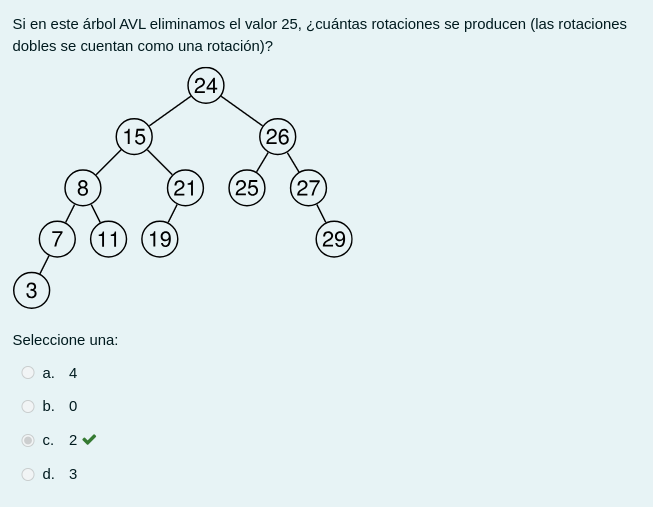 Si en este árbol AVL eliminamos el valor 25, ¿cuántas rotaciones se producen (las rotaciones
dobles se cuentan como una rotación)?
24
15 26
8 21 25 27
7 11 19 29
3
Seleccione una:
a. 4
b. 0
c. 2
d. 3